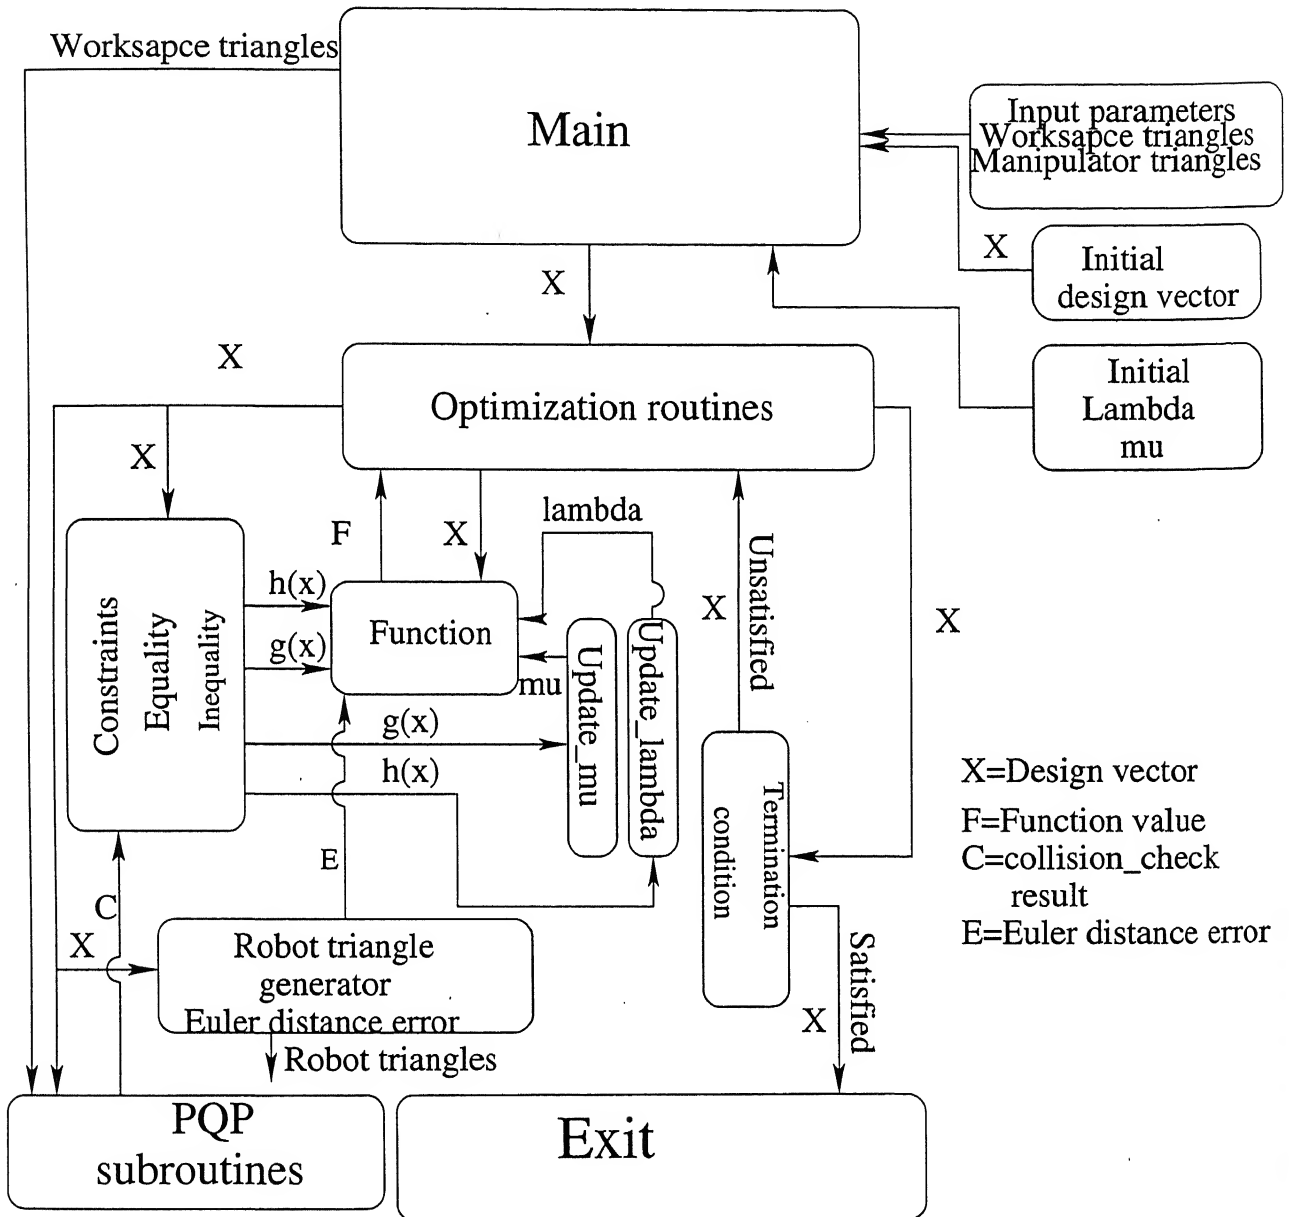 Worksapce triangles
Main
Input parameters
Worksapce triangles
Manipulator triangles
X
Initial
design vector
X
Initial
Lambda
mu
X
Optimization routines
X
F
X
lambda
Unsatisfied
X
X
Constraints
Equality
Inequality
h(x)
g(x)
Function
mu
Update_mu
Update_lambda
g(x)
h(x)
Termination
condition
X=Design vector
F=Function value
C=collision_check
result
E=Euler distance error
E
C
X
Robot triangle
generator
Euler distance error
Robot triangles
Satisfied
X
PQP
subroutines
Exit